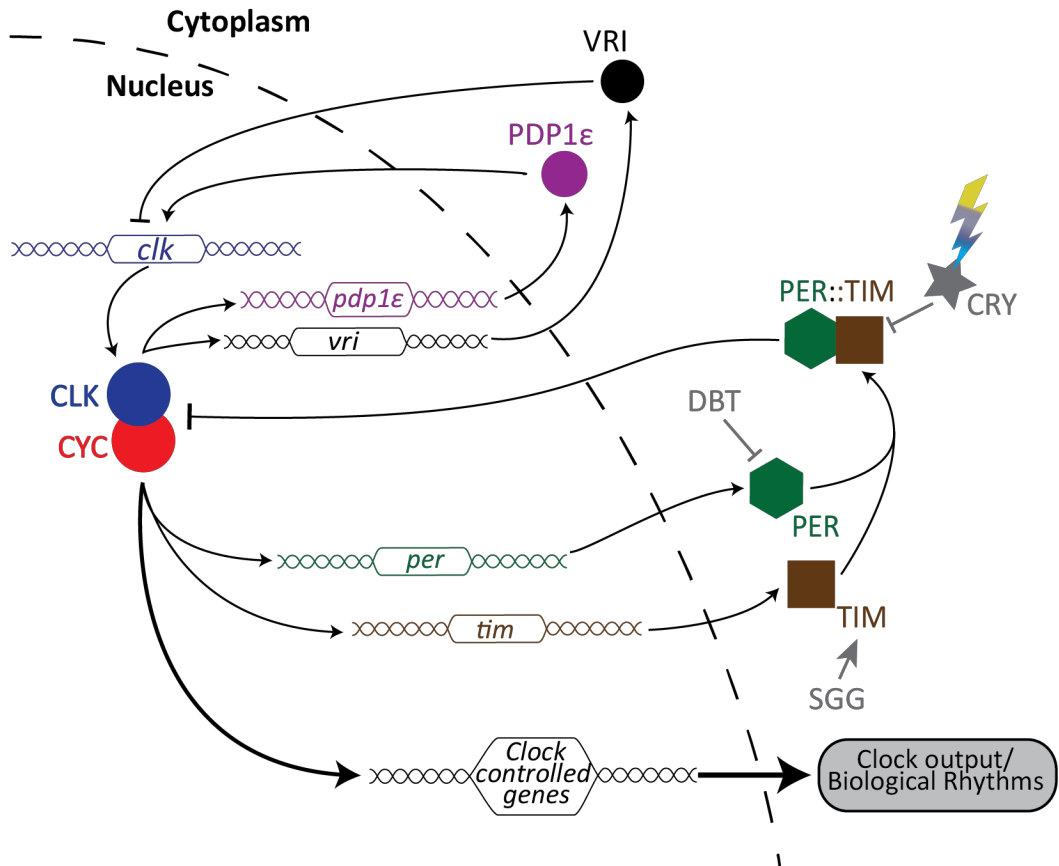 Cytoplasm
Nucleus
VRI
PDP1ε
clk
pdp1ε
vri
PER::TIM
CRY
CLK
CYC
DBT
PER
per
tim
TIM
SGG
Clock
controlled
genes
Clock output/
Biological Rhythms